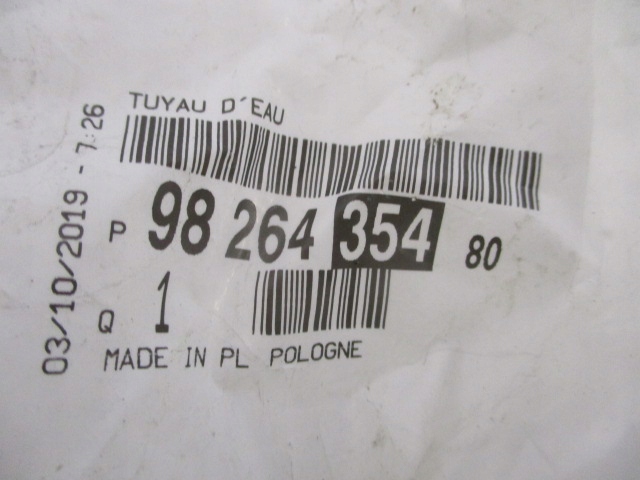 TUYAU D'EAU
P 98 264 354 80
Q 1
MADE IN PL POLOGNE
03/10/2019 - 7:26